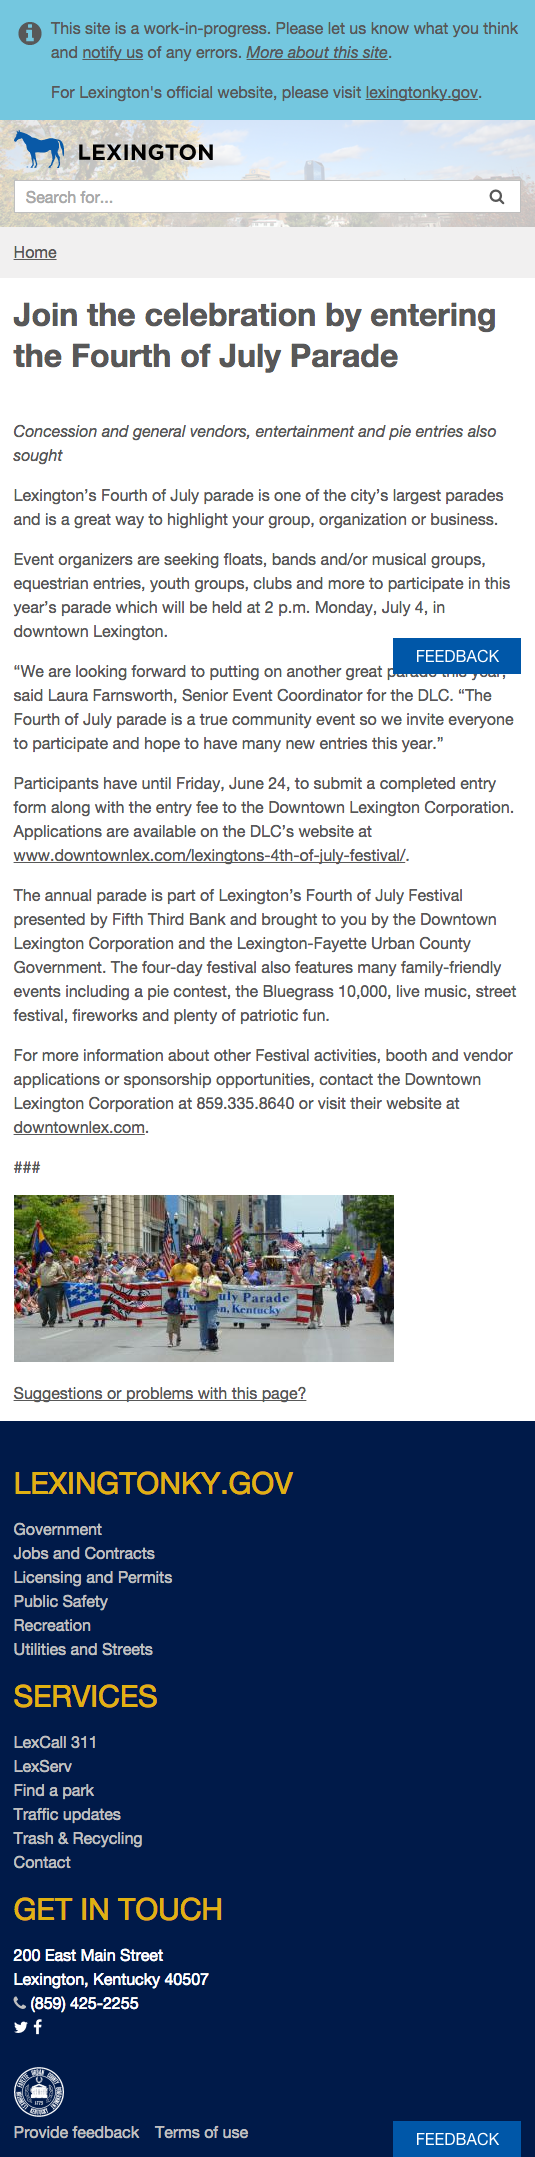 This site is a work-in-progress. Please let us know what you think
and notify us of any errors. More about this site.
For Lexington's official website, please visit lexingtonky.gov.
LEXINGTON
Search for...
Home
Join the celebration by entering
the Fourth of July Parade
Concession and general vendors, entertainment and pie entries also
sought
Lexington’s Fourth of July parade is one of the city’s largest parades
and is a great way to highlight your group, organization or business.
Event organizers are seeking floats, bands and/or musical groups,
equestrian entries, youth groups, clubs and more to participate in this
year’s parade which will be held at 2 p.m. Monday, July 4, in
downtown Lexington.
FEEDBACK
“We are looking forward to putting on another great parade this year,”
said Laura Farnsworth, Senior Event Coordinator for the DLC. “The
Fourth of July parade is a true community event so we invite everyone
to participate and hope to have many new entries this year.”
Participants have until Friday, June 24, to submit a completed entry
form along with the entry fee to the Downtown Lexington Corporation.
Applications are available on the DLC’s website at
www.downtownlex.com/lexingtons-4th-of-july-festival/.
The annual parade is part of Lexington’s Fourth of July Festival
presented by Fifth Third Bank and brought to you by the Downtown
Lexington Corporation and the Lexington-Fayette Urban County
Government. The four-day festival also features many family-friendly
events including a pie contest, the Bluegrass 10,000, live music, street
festival, fireworks and plenty of patriotic fun.
For more information about other Festival activities, booth and vendor
applications or sponsorship opportunities, contact the Downtown
Lexington Corporation at 859.335.8640 or visit their website at
downtownlex.com.
###
July Parade
Kentucky
Suggestions or problems with this page?
LEXINGTONKY.GOV
Government
Jobs and Contracts
Licensing and Permits
Public Safety
Recreation
Utilities and Streets
SERVICES
LexCall 311
LexServ
Find a park
Traffic updates
Trash & Recycling
Contact
GET IN TOUCH
200 East Main Street
Lexington, Kentucky 40507
(859) 425-2255
Provide feedback Terms of use
FEEDBACK